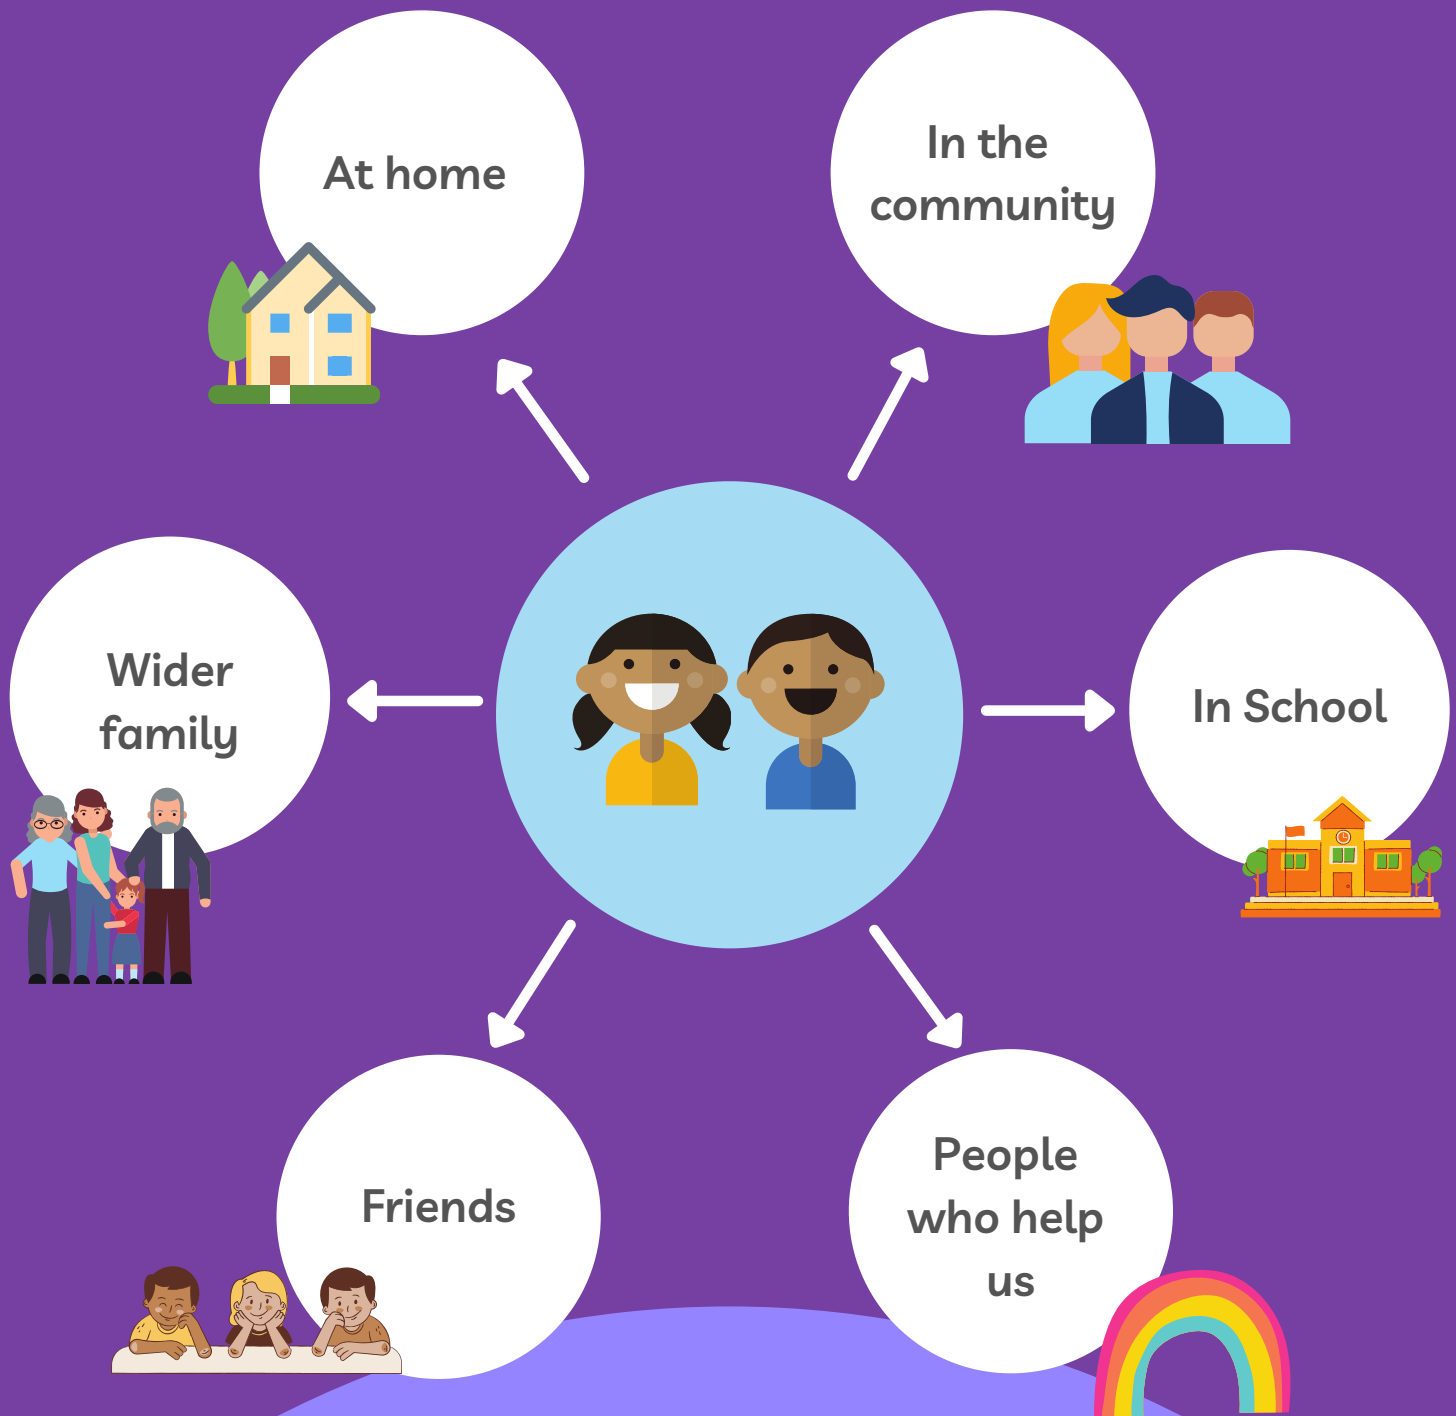 At home
In the
community
Wider
family
In School
Friends
People
who help
us